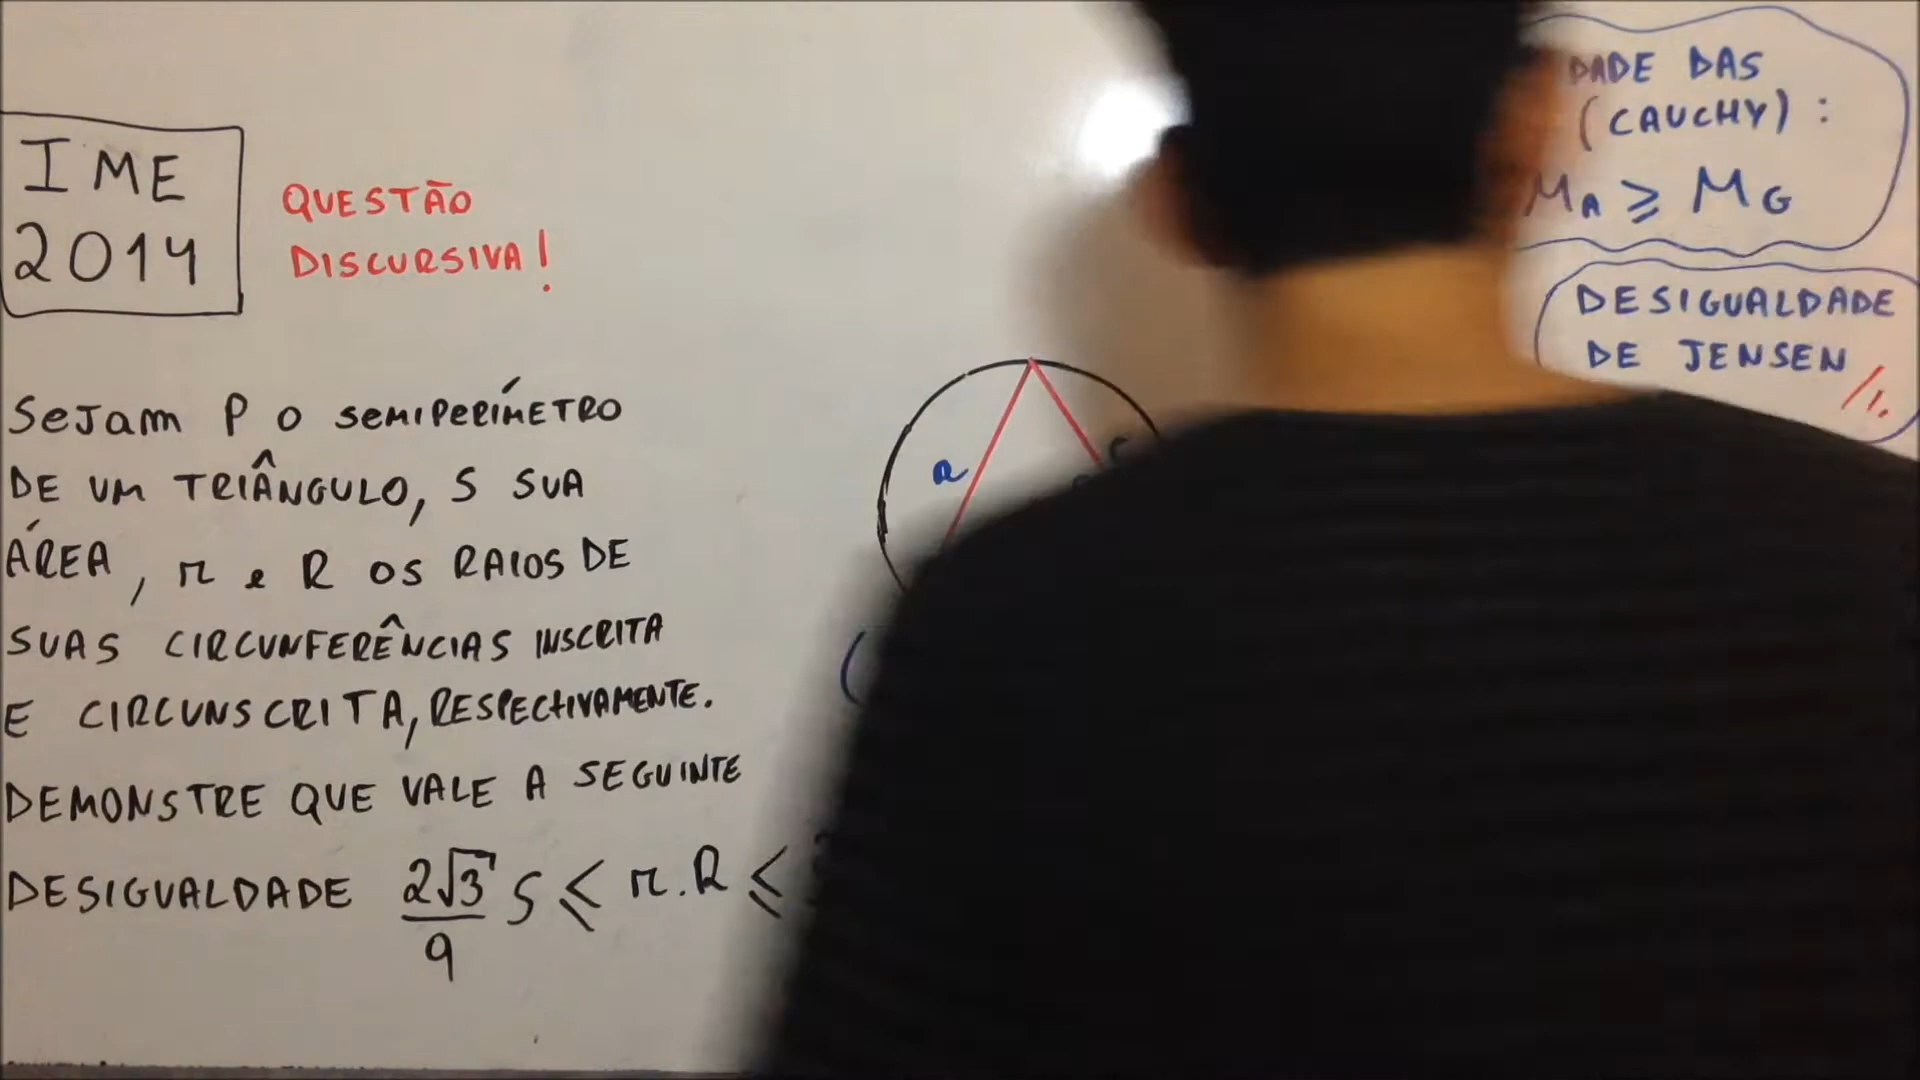 IME
2014
QUESTÃO
DISCURSIVA!
Sejam P o SEMIPERÍMETRO
DE UM TRIÂNGULO, S SUA
ÁREA, r e R OS RAIOS DE
SUAS CIRCUNFERÊNCIAS INSCRITA
E CIRCUNSCRITA, RESPECTIVAMENTE.
DEMONSTRE QUE VALE A SEGUINTE
DESIGUALDADE 2√3/9 S ≤ r.R ≤
a
DADE DAS
(CAUCHY):
MA ≥ MG
DESIGUALDADE
DE JENSEN